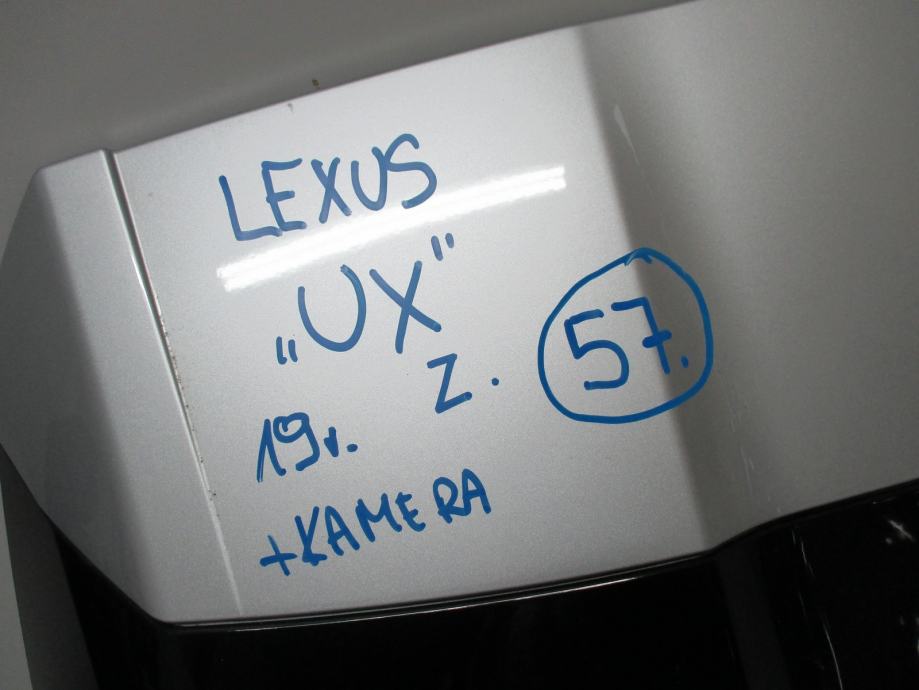 LEXUS
„UX”
Z.
57.
19r.
+KAMERA